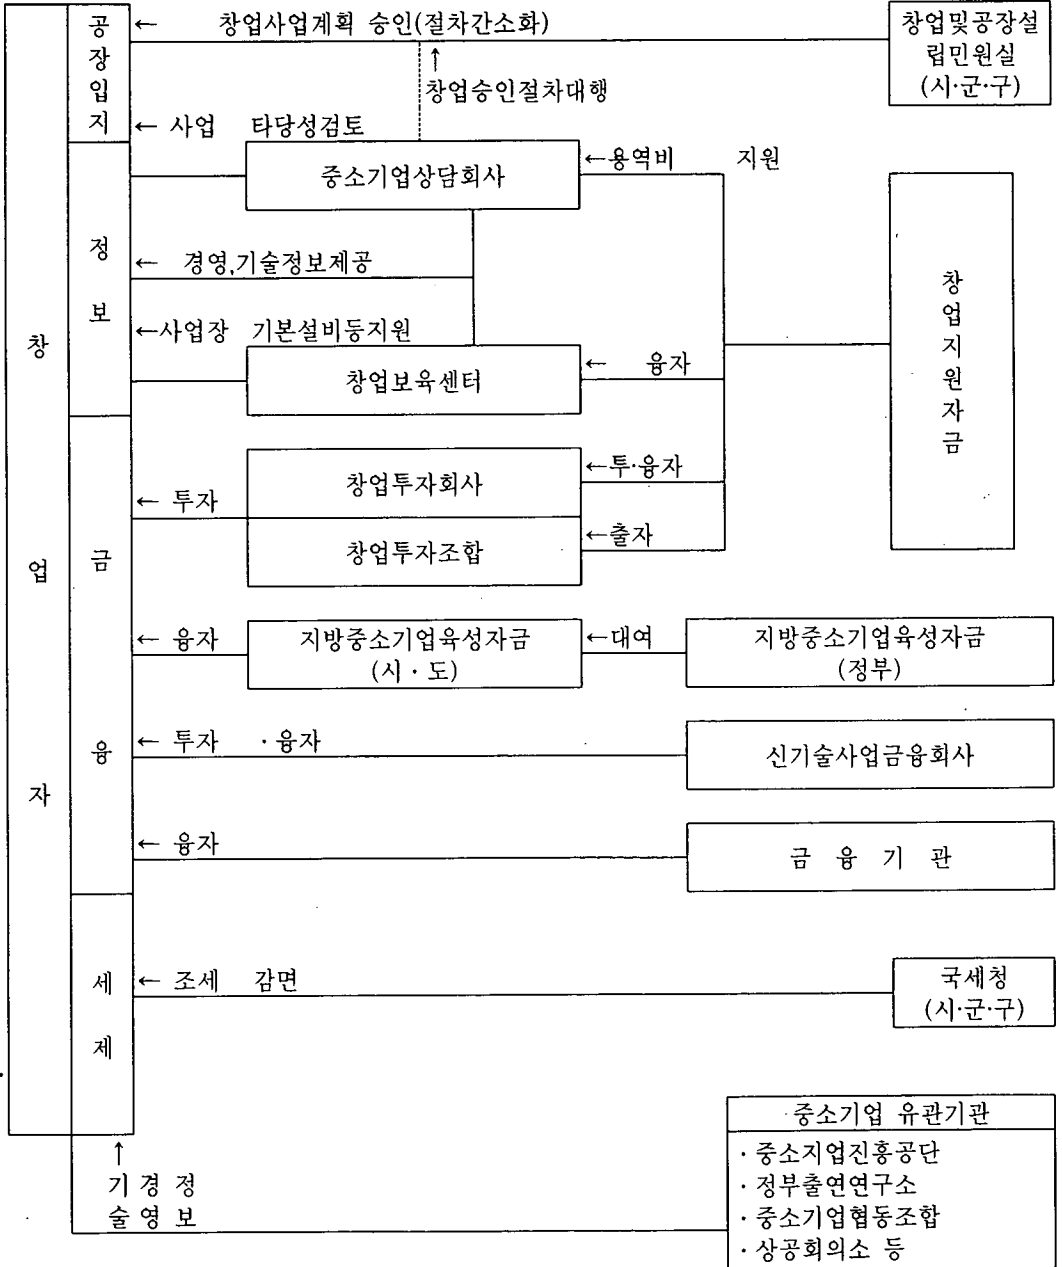 창업자
공장입지
← 창업사업계획 승인(절차간소화)
창업및공장설
립민원실
(시·군·구)
↑
창업승인절차대행
← 사업 타당성검토
정보
중소기업상담회사
←용역비 지원
← 경영,기술정보제공
←사업장 기본설비등지원
창업보육센터
← 융자
창업지원자금
금융
← 투자
창업투자회사
←투·융자
창업투자조합
←출자
← 융자
지방중소기업육성자금
(시·도)
←대여
지방중소기업육성자금
(정부)
← 투자 ·융자
신기술사업금융회사
← 융자
금 융 기 관
세제
← 조세 감면
국세청
(시·군·구)
↑
기 경 정
술 영 보
중소기업 유관기관
· 중소지업진흥공단
· 정부출연연구소
· 중소기업협동조합
· 상공회의소 등